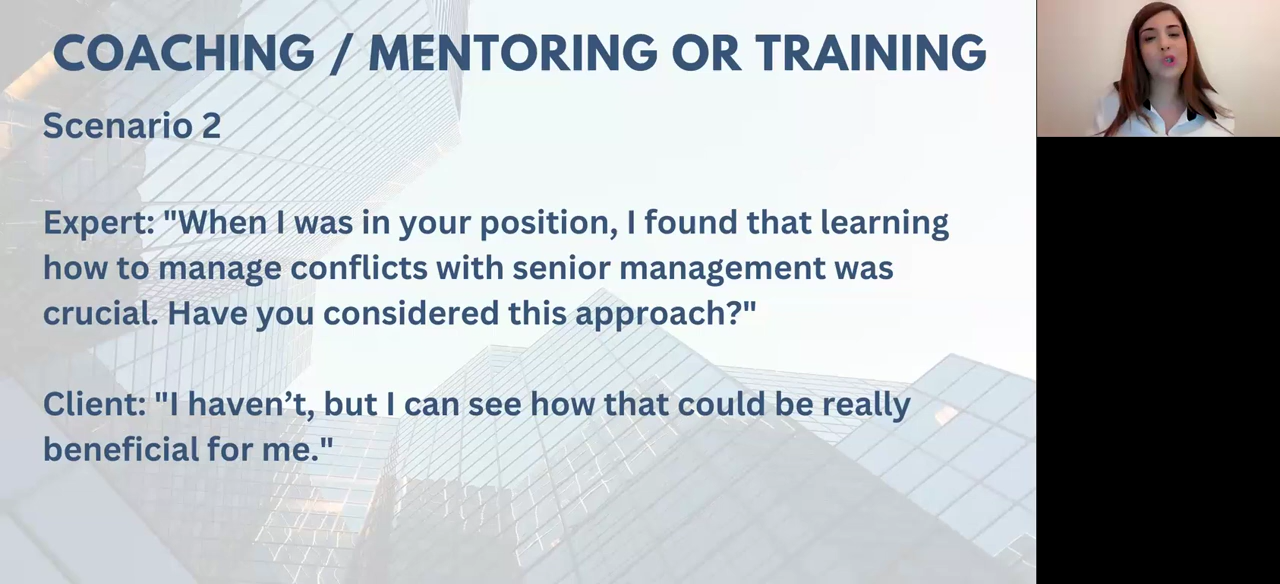 COACHING / MENTORING OR TRAINING
Scenario 2
Expert: "When I was in your position, I found that learning
how to manage conflicts with senior management was
crucial. Have you considered this approach?"
Client: "I haven’t, but I can see how that could be really
beneficial for me."